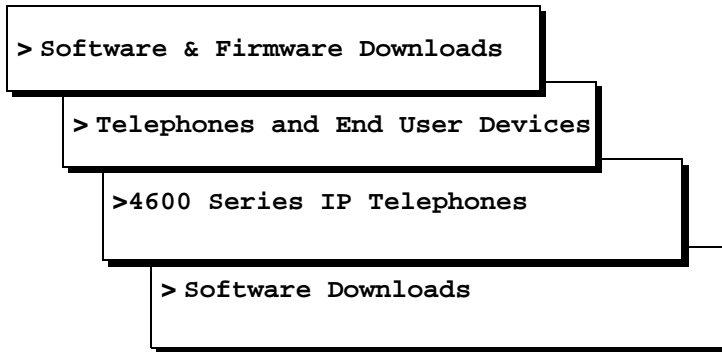 > Software & Firmware Downloads
> Telephones and End User Devices
>4600 Series IP Telephones
> Software Downloads